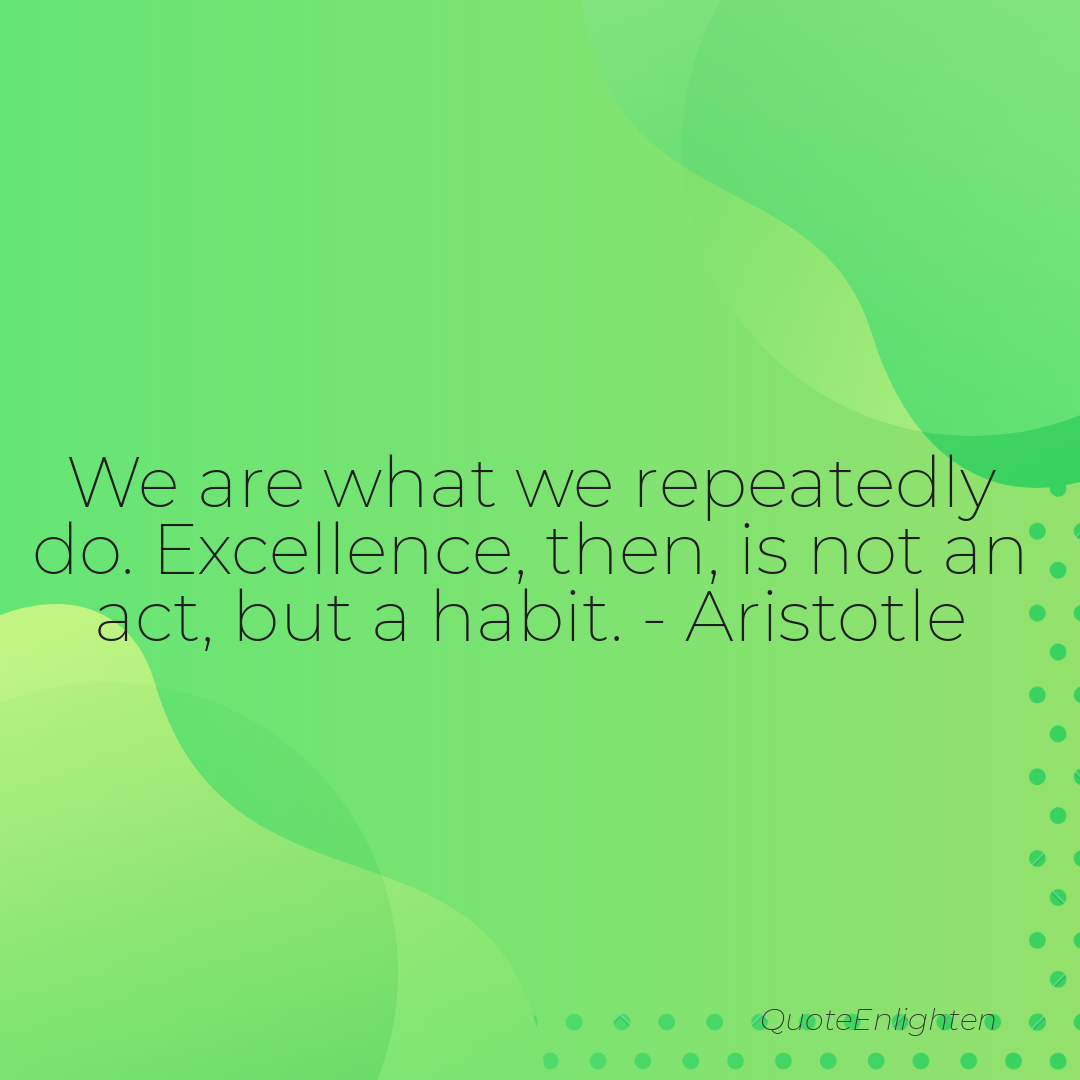 We are what we repeatedly
do. Excellence, then, is not an
act, but a habit. - Aristotle
QuoteEnlighten